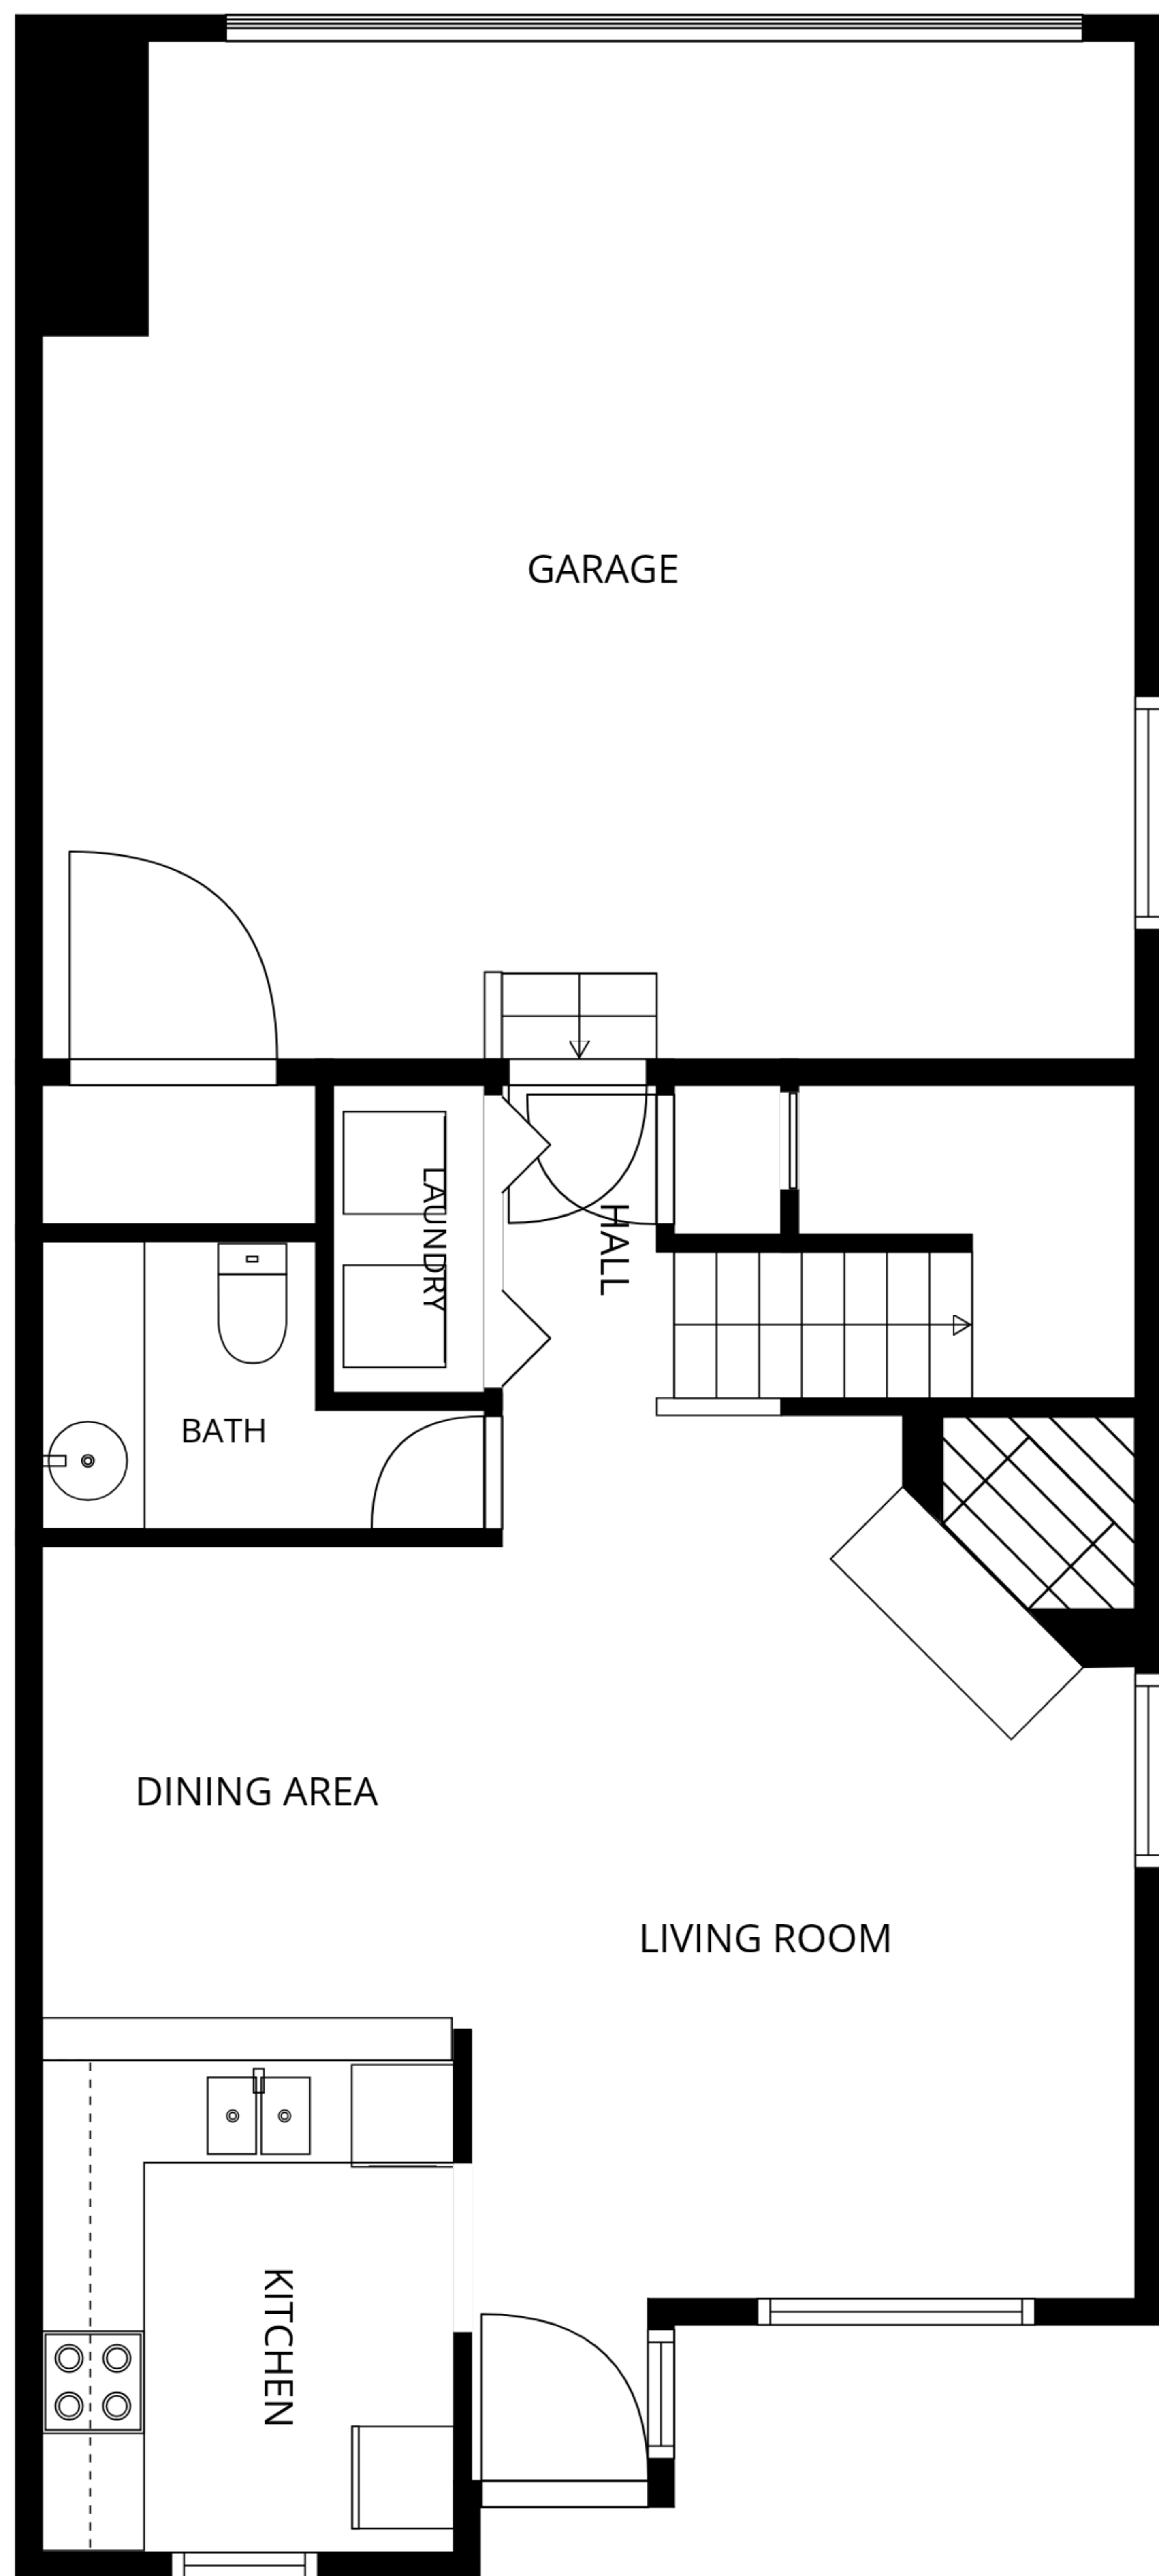 GARAGE
LAUNDRY
HALL
BATH
DINING AREA
LIVING ROOM
KITCHEN